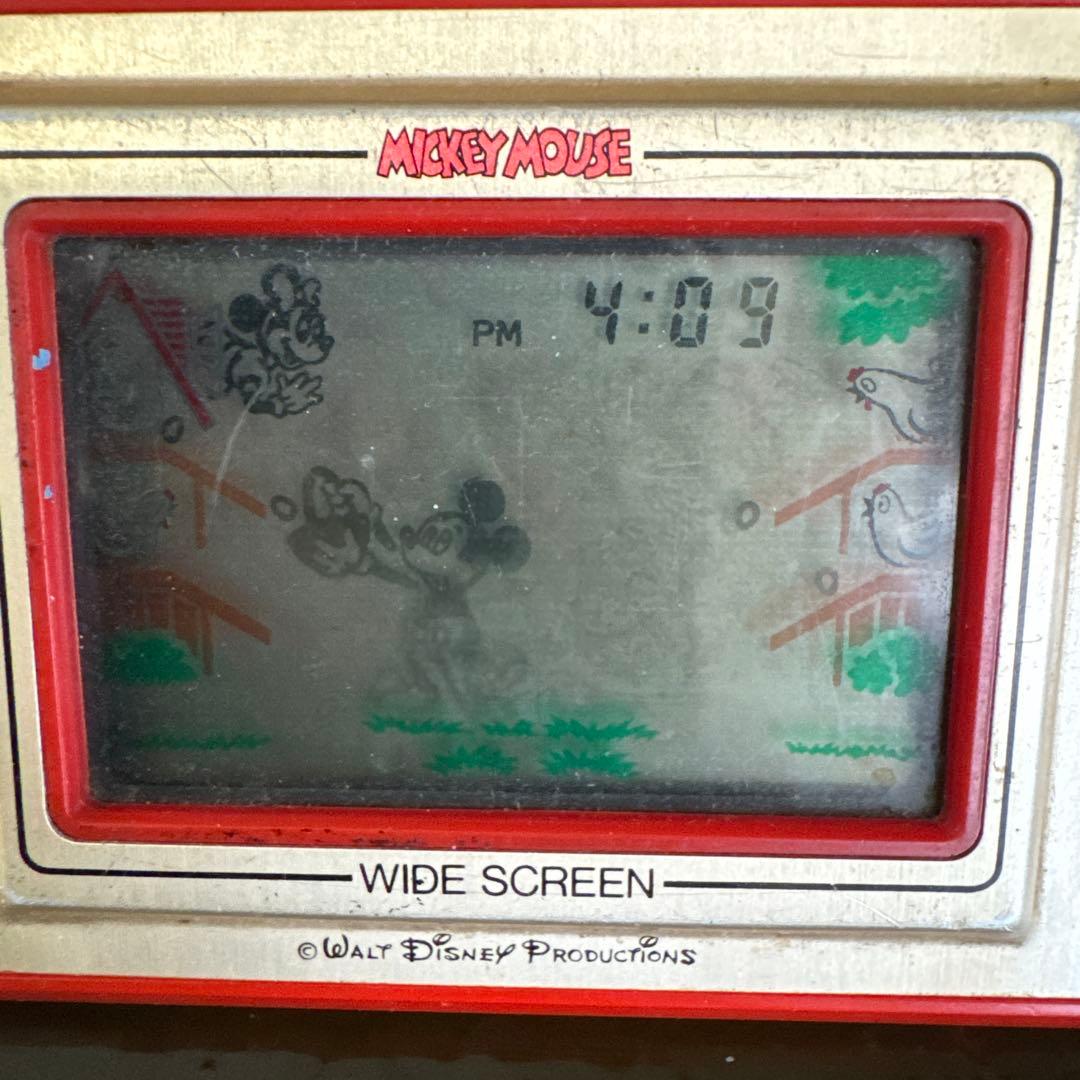 MICKEY MOUSE
PM 4:09
WIDE SCREEN
© WALT DISNEY PRODUCTIONS